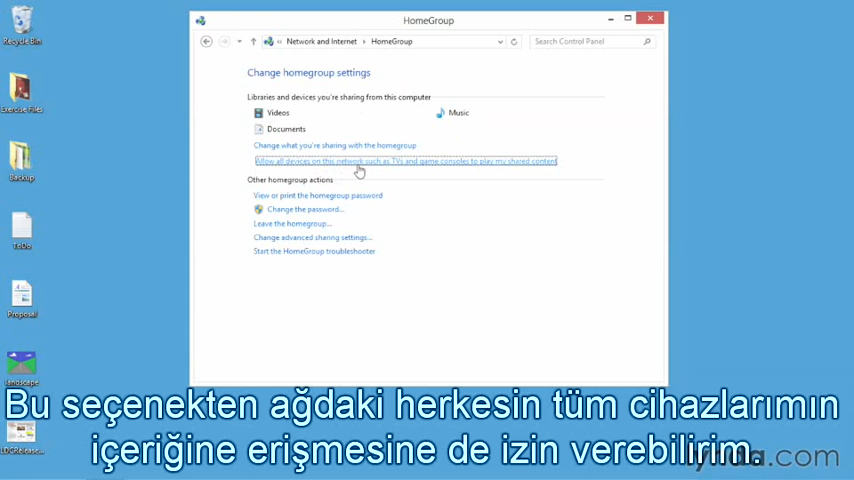 HomeGroup
Network and Internet
HomeGroup
Search Control Panel
Change homegroup settings
Libraries and devices you're sharing from this computer
Videos
Music
Documents
Change what you're sharing with the homegroup
Allow all devices on this network such as TVs and game consoles to play my shared content
Other homegroup actions
View or print the homegroup password
Change the password...
Leave the homegroup...
Change advanced sharing settings...
Start the HomeGroup troubleshooter
Recycle Bin
Exercise Files
Backup
ToDo
Proposal
landscape
LDCRelease...
Bu seçenekten ağdaki herkesin tüm cihazlarımın
içeriğine erişmesine de izin verebilirim.
lynda.com